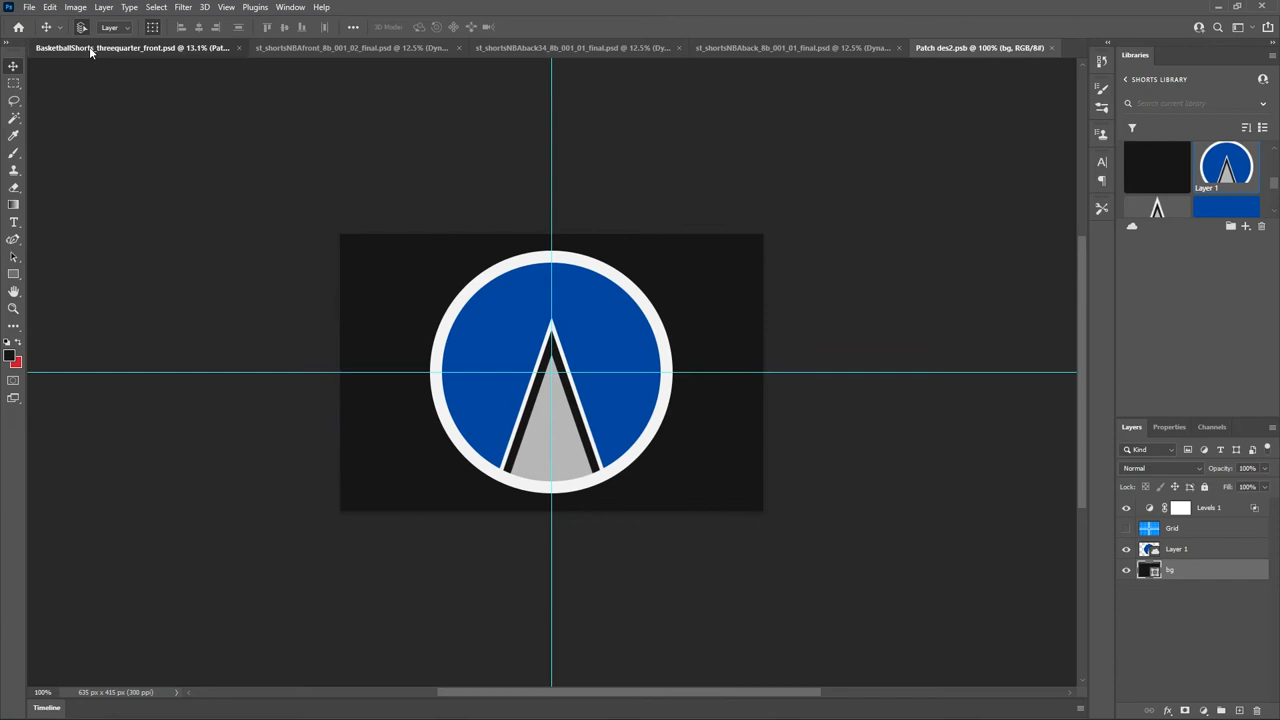 Ps File Edit Image Layer Type Select Filter 3D View Plugins Window Help
Layer ••• 3D Mode:
BasketballShorts_threequarter_front.psd @ 13.1% (Pat... × st_shortsNBAfront_8b_001_02_final.psd @ 12.5% (Dyn... × st_shortsNBAback34_8b_001_01_final.psd @ 12.5% (Dy... × st_shortsNBAback_8b_001_01_final.psd @ 12.5% (Dyna... × Patch des2.psb @ 100% (bg, RGB/8#) ×
Libraries
SHORTS LIBRARY
Search current library
Layer 1
Layers Properties Channels
Kind
Normal Opacity: 100%
Lock: Fill: 100%
Levels 1
Grid
Layer 1
bg
100% 635 px x 415 px (300 ppi)
Timeline